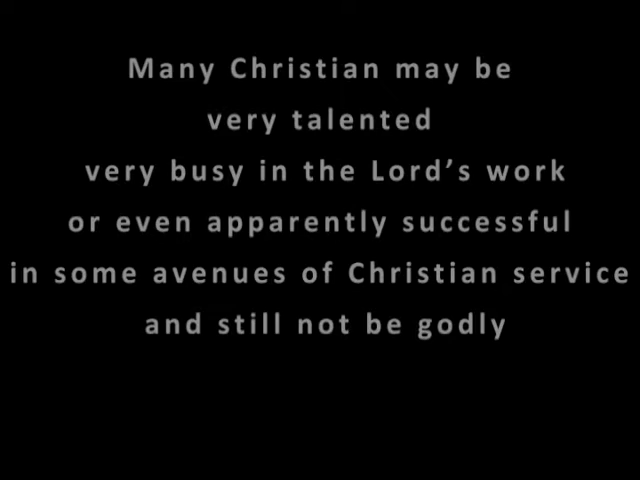 Many Christian may be
very talented
very busy in the Lord’s work
or even apparently successful
in some avenues of Christian service
and still not be godly